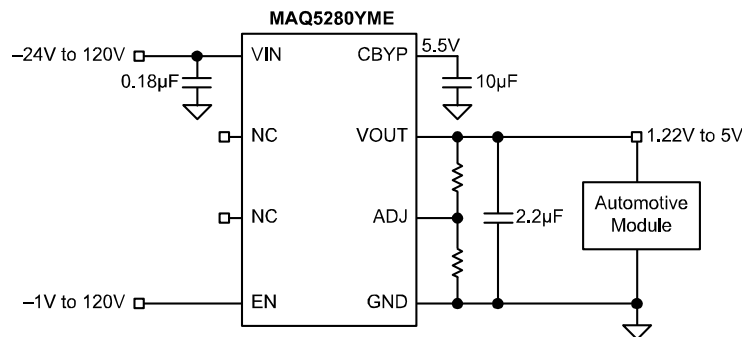 MAQ5280YME
–24V to 120V
VIN
CBYP
5.5V
0.18µF
10µF
NC
VOUT
1.22V to 5V
NC
ADJ
2.2µF
Automotive
Module
–1V to 120V
EN
GND